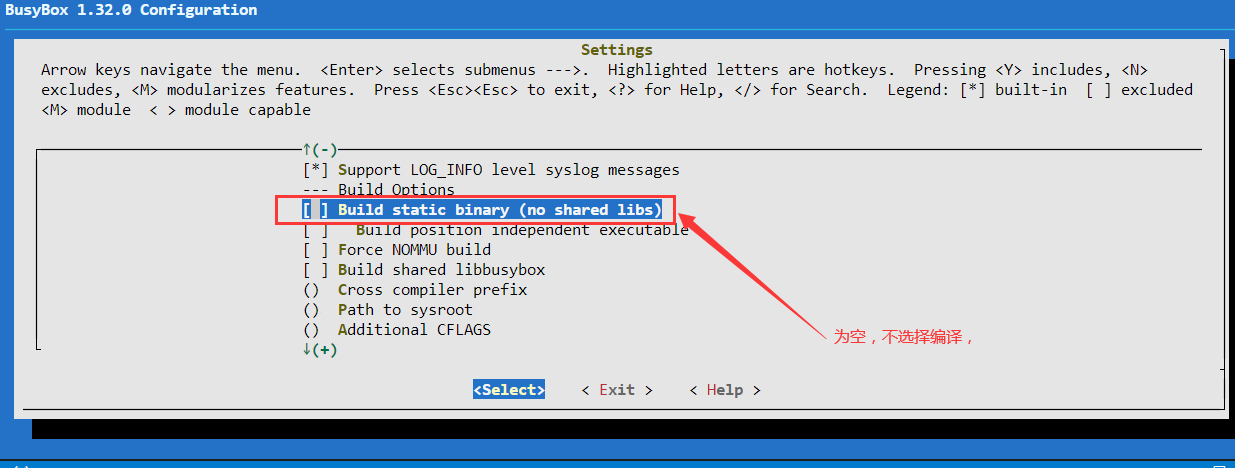 BusyBox 1.32.0 Configuration
Settings
Arrow keys navigate the menu.  <Enter> selects submenus --->.  Highlighted letters are hotkeys.  Pressing <Y> includes, <N>
excludes, <M> modularizes features.  Press <Esc><Esc> to exit, <?> for Help, </> for Search.  Legend: [*] built-in  [ ] excluded
<M> module  < > module capable
↑(-)
[*] Support LOG_INFO level syslog messages
--- Build Options
[ ] Build static binary (no shared libs)
[ ]   Build position independent executable
[ ] Force NOMMU build
[ ] Build shared libbusybox
()  Cross compiler prefix
()  Path to sysroot
()  Additional CFLAGS
↓(+)
为空，不选择编译，
<Select>    < Exit >    < Help >